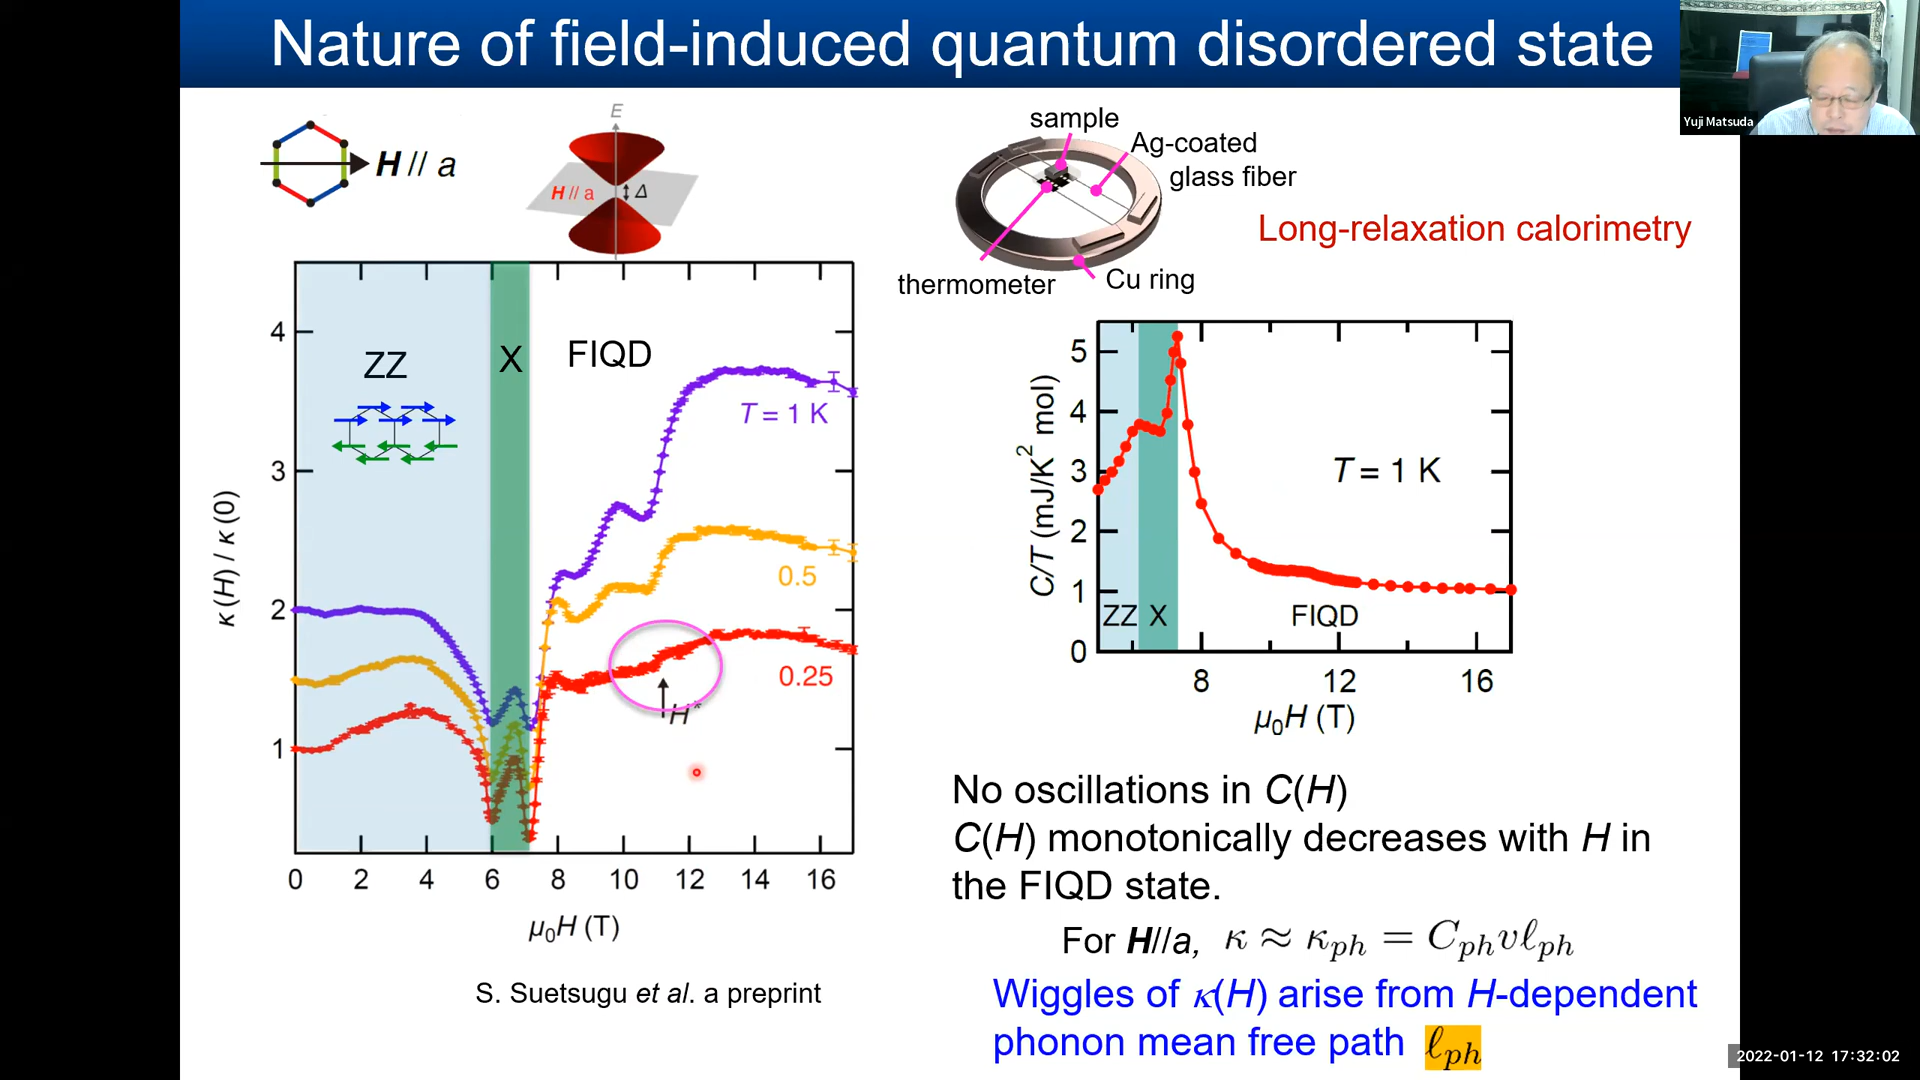 Nature of field-induced quantum disordered state
Yuji Matsuda
H // a
E
H // a
Δ
sample
Ag-coated
glass fiber
thermometer
Cu ring
Long-relaxation calorimetry
κ(H) / κ(0)
4
3
2
1
ZZ
X
FIQD
T = 1 K
0.5
0.25
H*
0 2 4 6 8 10 12 14 16
μ₀H (T)
S. Suetsugu et al. a preprint
C/T (mJ/K² mol)
5
4
3
2
1
0
T = 1 K
ZZ X FIQD
8 12 16
μ₀H (T)
No oscillations in C(H)
C(H) monotonically decreases with H in
the FIQD state.
For H//a, κ ≈ κ_ph = C_ph v ℓ_ph
Wiggles of κ(H) arise from H-dependent
phonon mean free path ℓ_ph
2022-01-12 17:32:02